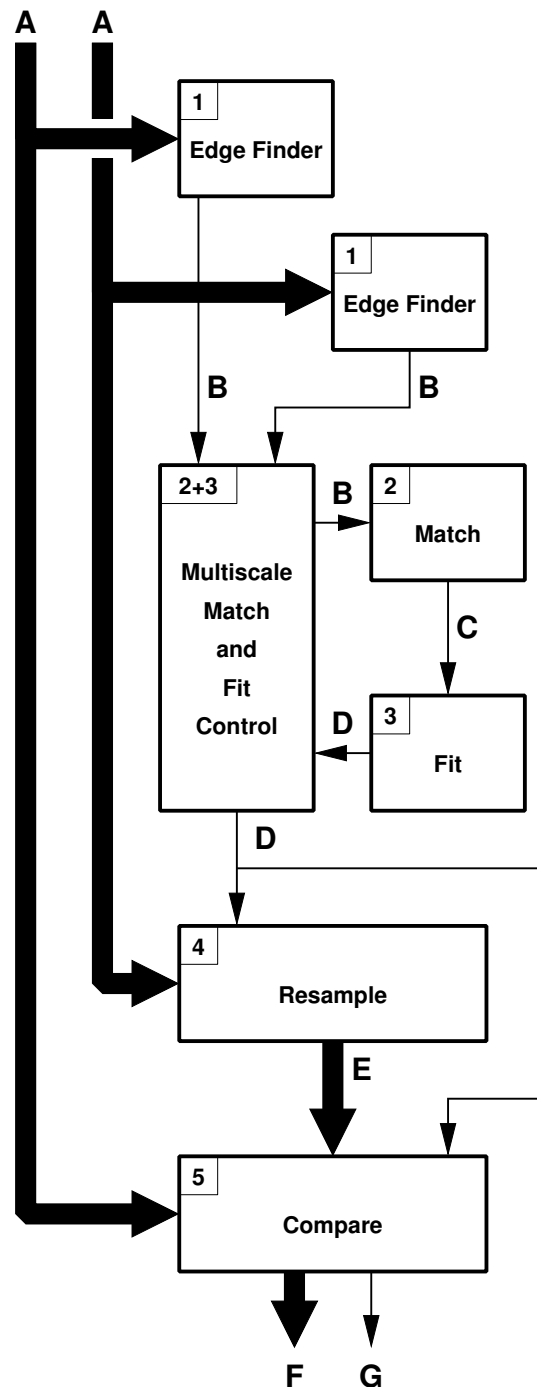 A A
1
Edge Finder
1
Edge Finder
B B
2+3
Multiscale
Match
and
Fit
Control
B
2
Match
C
D
3
Fit
D
4
Resample
E
5
Compare
F G